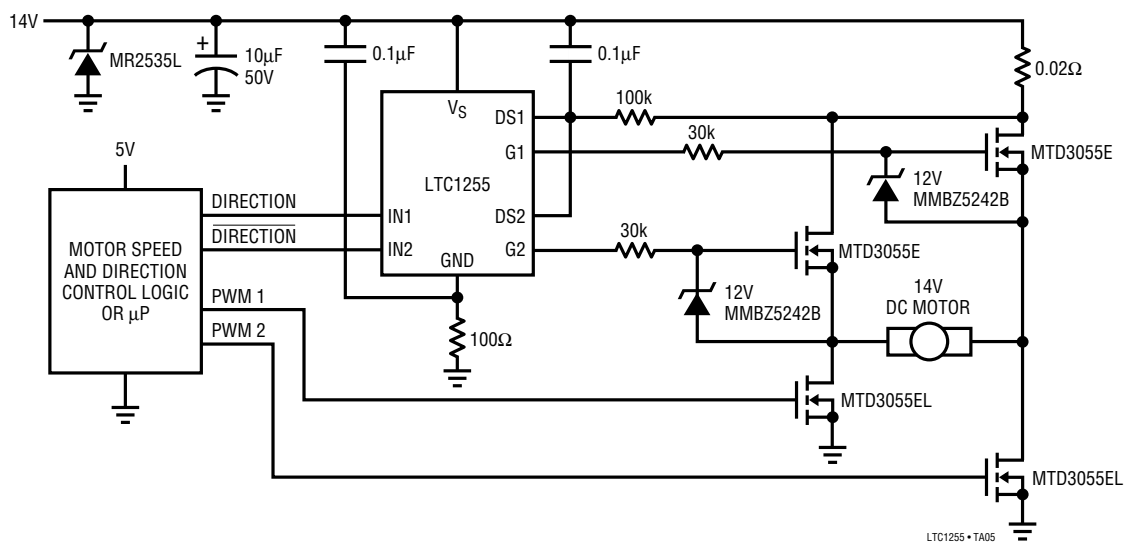 14V
MR2535L
+
10µF
50V
0.1µF
0.1µF
0.02Ω
VS
DS1
100k
G1
30k
MTD3055E
12V
MMBZ5242B
LTC1255
5V
DIRECTION
IN1
DS2
DIRECTION
IN2
G2
30k
MTD3055E
GND
MOTOR SPEED
AND DIRECTION
CONTROL LOGIC
OR µP
12V
MMBZ5242B
14V
DC MOTOR
PWM 1
PWM 2
100Ω
MTD3055EL
MTD3055EL
LTC1255 • TA05